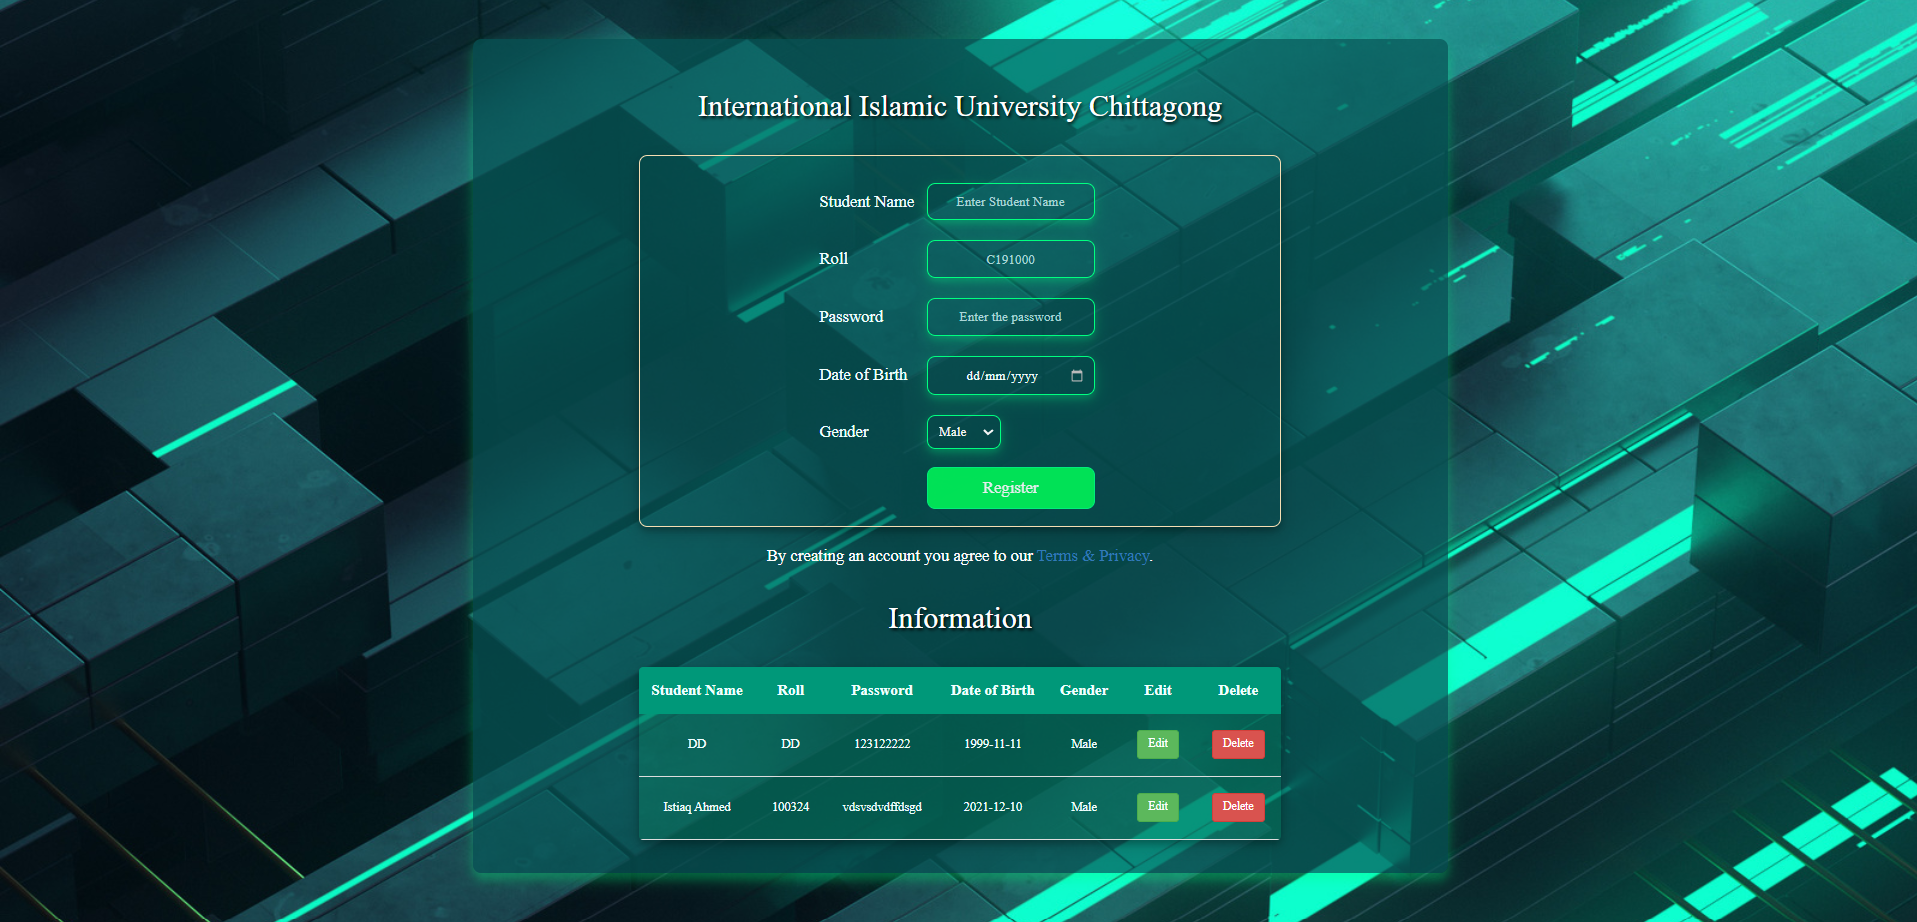 International Islamic University Chittagong
Student Name Enter Student Name
Roll C191000
Password Enter the password
Date of Birth dd/mm/yyyy
Gender Male
Register
By creating an account you agree to our Terms & Privacy.
Information
Student Name Roll Password Date of Birth Gender Edit Delete
DD DD 123122222 1999-11-11 Male Edit Delete
Istiaq Ahmed 100324 vdsvsdvdffdsgd 2021-12-10 Male Edit Delete